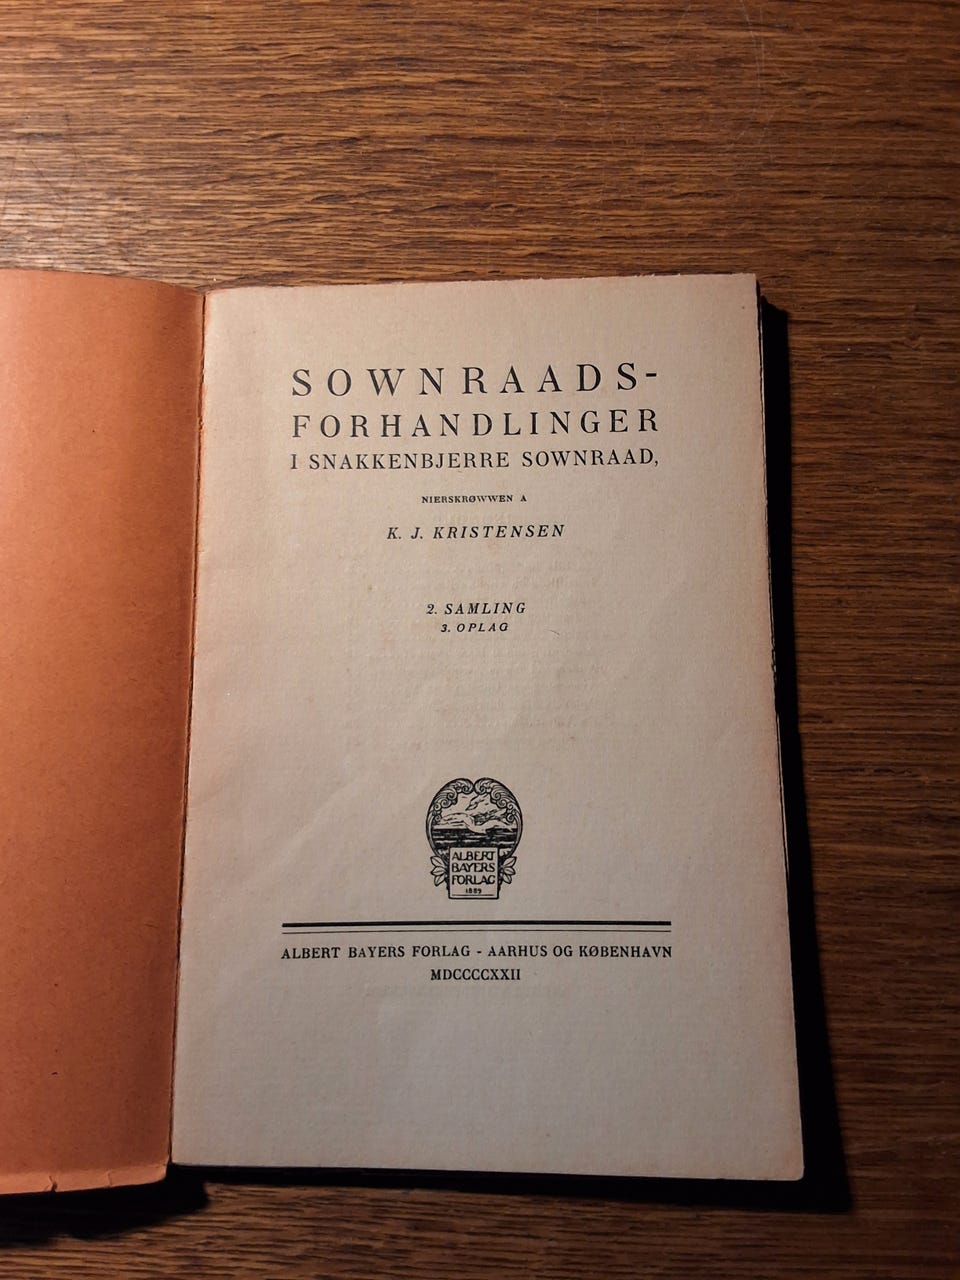 SOWNRAADS-
FORHANDLINGER
I SNAKKENBJERRE SOWNRAAD,
NIERSKRØWWEN A
K. J. KRISTENSEN
2. SAMLING
3. OPLAG
ALBERT
BAYERS
FORLAG
1889
ALBERT BAYERS FORLAG - AARHUS OG KØBENHAVN
MDCCCCXXII